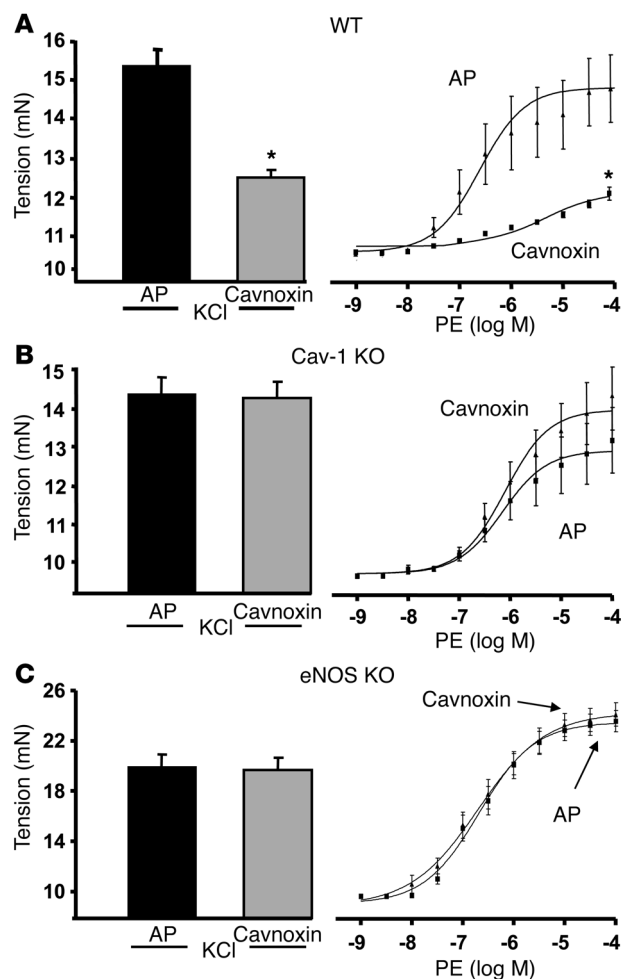 A
WT
Tension (mN)
16
15
14
13
12
11
10
*
AP
Cavnoxin
KCl
AP
*
Cavnoxin
-9 -8 -7 -6 -5 -4
PE (log M)
B
Cav-1 KO
Tension (mN)
15
14
13
12
11
10
AP
Cavnoxin
KCl
Cavnoxin
AP
-9 -8 -7 -6 -5 -4
PE (log M)
C
eNOS KO
Tension (mN)
26
22
18
14
10
AP
Cavnoxin
KCl
Cavnoxin
AP
-9 -8 -7 -6 -5 -4
PE (log M)